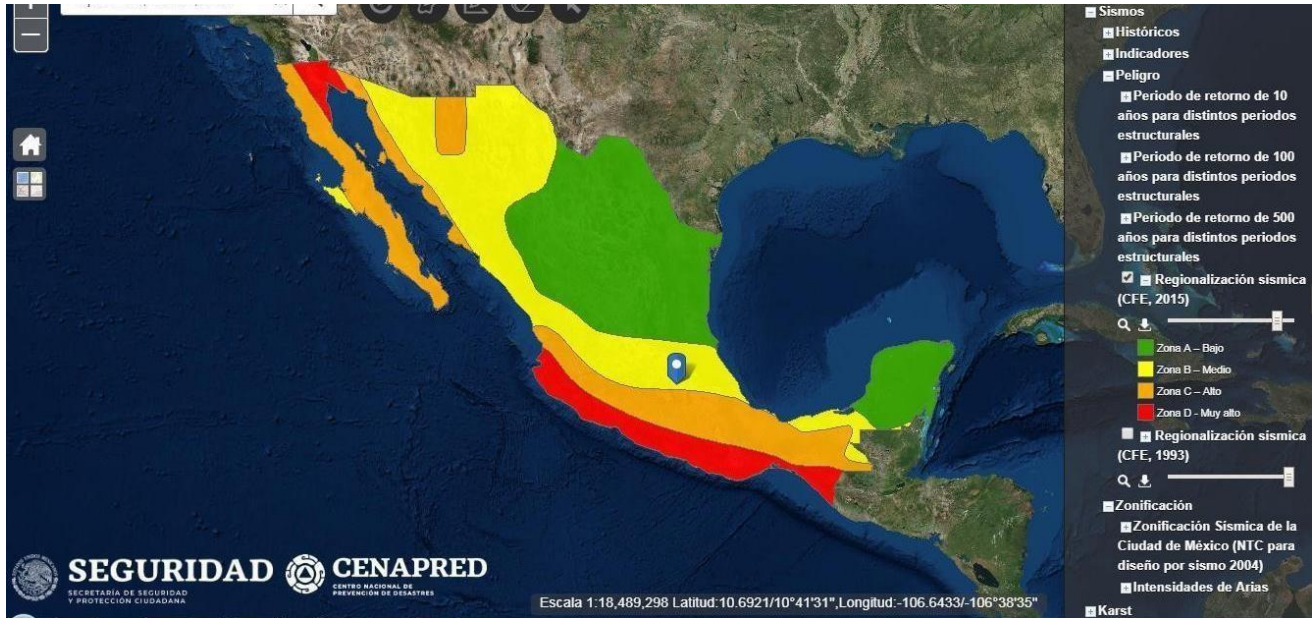 Sismos
Históricos
Indicadores
Peligro
Periodo de retorno de 10
años para distintos periodos
estructurales
Periodo de retorno de 100
años para distintos periodos
estructurales
Periodo de retorno de 500
años para distintos periodos
estructurales
Regionalización sísmica
(CFE, 2015)
Zona A – Bajo
Zona B – Medio
Zona C – Alto
Zona D - Muy alto
Regionalización sísmica
(CFE, 1993)
Zonificación
Zonificación Sísmica de la
Ciudad de México (NTC para
diseño por sismo 2004)
Intensidades de Arias
Karst
SEGURIDAD
SECRETARÍA DE SEGURIDAD
Y PROTECCIÓN CIUDADANA
CENAPRED
CENTRO NACIONAL DE
PREVENCIÓN DE DESASTRES
Escala 1:18,489,298 Latitud:10.6921/10°41'31",Longitud:-106.6433/-106°38'35"